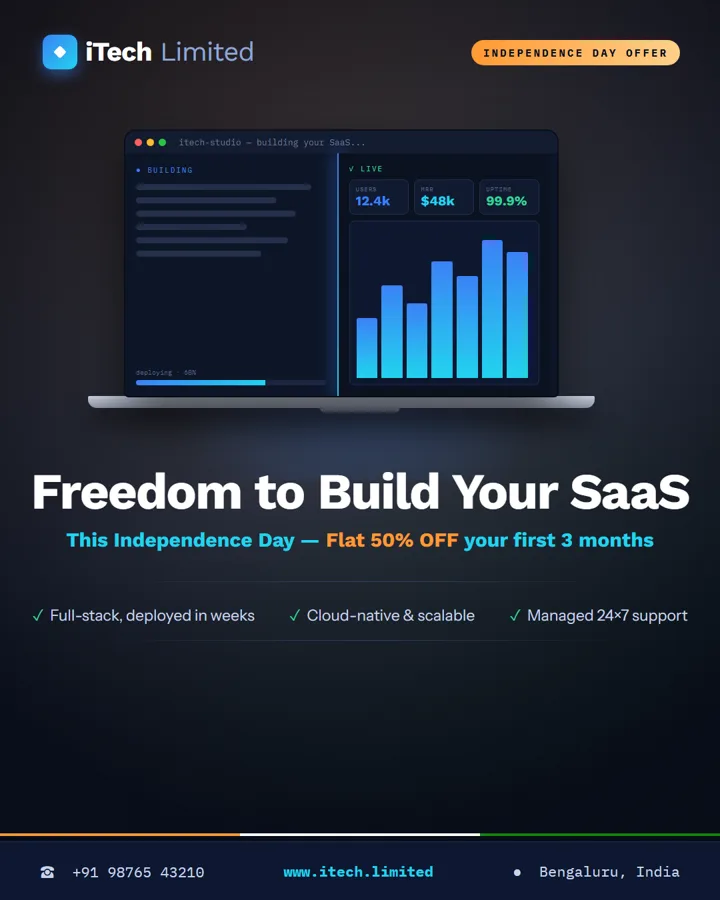 iTech Limited
INDEPENDENCE DAY OFFER
itech-studio — building your SaaS...
● BUILDING
√ LIVE
USERS
12.4k
MRR
$48k
UPTIME
99.9%
Freedom to Build Your SaaS
This Independence Day — Flat 50% OFF your first 3 months
✓ Full-stack, deployed in weeks
✓ Cloud-native & scalable
✓ Managed 24×7 support
deploying ·
☎ +91 98765 43210
www.itech.limited
● Bengaluru, India